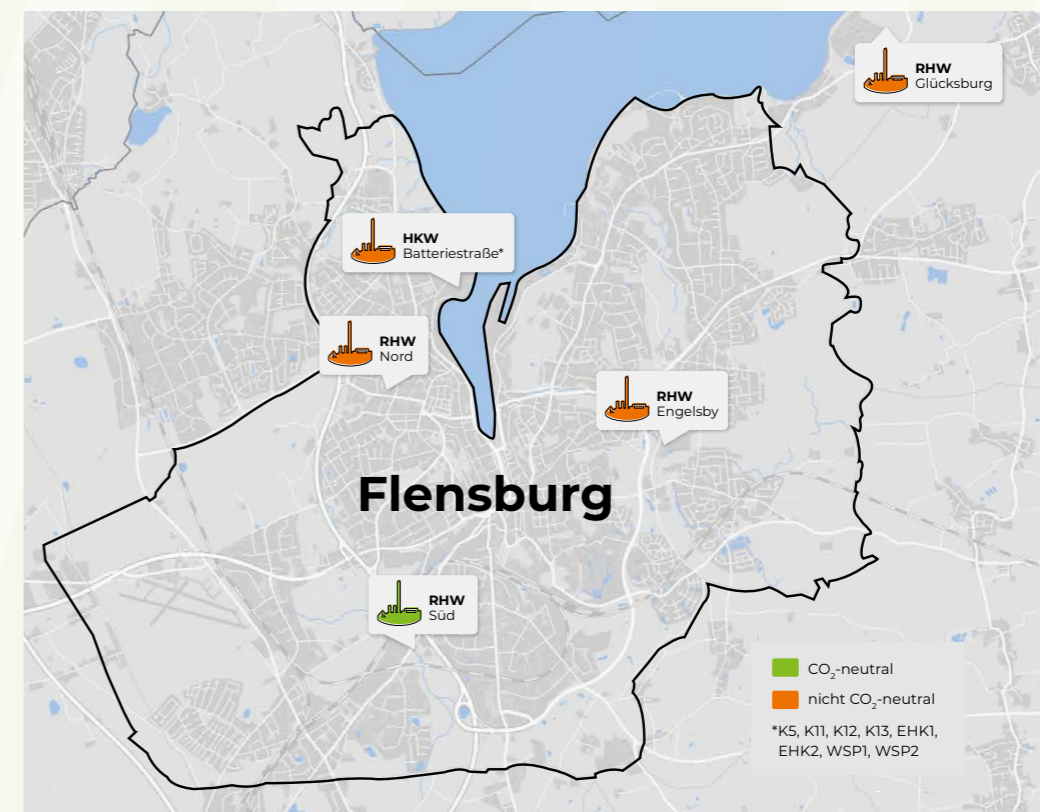 RHW
Glücksburg
HKW
Batteriestraße*
RHW
Nord
RHW
Engelsby
Flensburg
RHW
Süd
CO₂-neutral
nicht CO₂-neutral
*K5, K11, K12, K13, EHK1,
EHK2, WSP1, WSP2